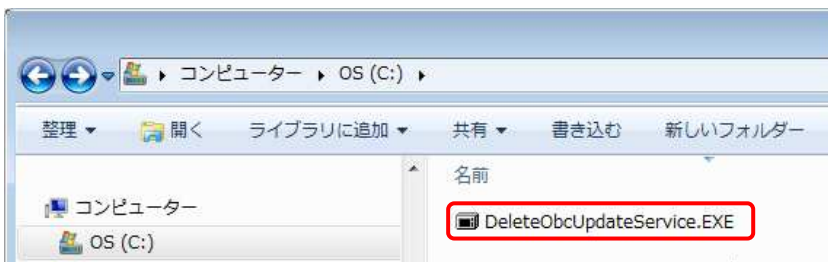 コンピューター ▸ OS (C:) ▸
整理 ▼ 開く ライブラリに追加 ▼ 共有 ▼ 書き込む 新しいフォルダー
名前
コンピューター
DeleteObcUpdateService.EXE
OS (C:)